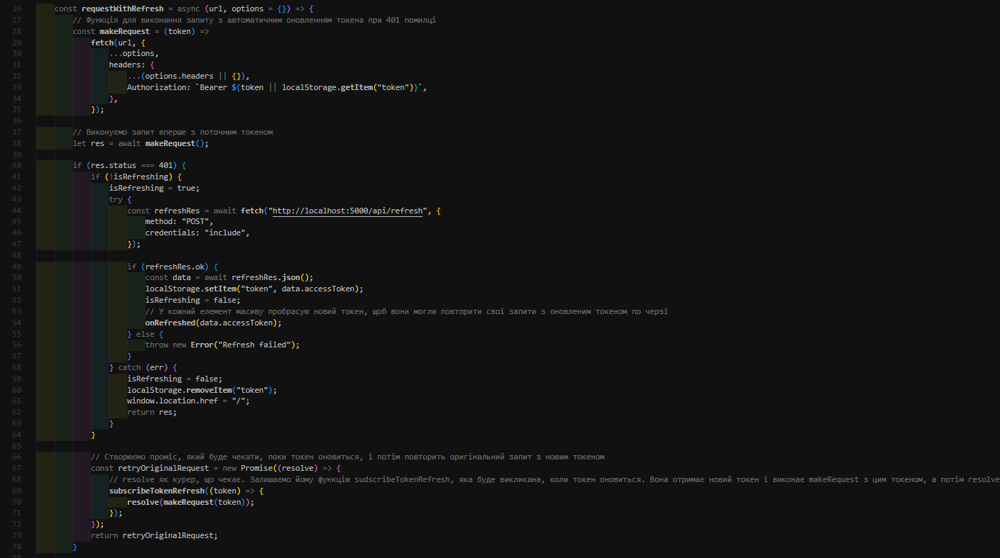 26 const requestWithRefresh = async (url, options = {}) => {
27 // Функція для виконання запиту з автоматичним оновленням токена при 401 помилці
28 const makeRequest = (token) =>
29 fetch(url, {
30 ...options,
31 headers: {
32 ...(options.headers || {}),
33 Authorization: `Bearer ${token || localStorage.getItem("token")}`,
34 },
35 });
36
37 // Виконуємо запит вперше з поточним токеном
38 let res = await makeRequest();
39
40 if (res.status === 401) {
41 if (!isRefreshing) {
42 isRefreshing = true;
43 try {
44 const refreshRes = await fetch("http://localhost:5000/api/refresh", {
45 method: "POST",
46 credentials: "include",
47 });
48
49 if (refreshRes.ok) {
50 const data = await refreshRes.json();
51 localStorage.setItem("token", data.accessToken);
52 isRefreshing = false;
53 // У кожний елемент масиву пробрасую новий токен, щоб вони могли повторити свої запити з оновленим токеном по черзі
54 onRefreshed(data.accessToken);
55 } else {
56 throw new Error("Refresh failed");
57 }
58 } catch (err) {
59 isRefreshing = false;
60 localStorage.removeItem("token");
61 window.location.href = "/";
62 return res;
63 }
64 }
65
66 // Створюємо проміс, який буде чекати, поки токен оновиться, і потім повторить оригінальний запит з новим токеном
67 const retryOriginalRequest = new Promise((resolve) => {
68 // resolve як курєр, що чекає. Залишаємо йому функцію sudscribeTokenRefresh, яка буде викликана, коли токен оновиться. Вона отримає новий токен і виконає makeRequest з цим токеном, а потім resolve
69 subscribeTokenRefresh((token) => {
70 resolve(makeRequest(token));
71 });
72 });
73 return retryOriginalRequest;
74 }